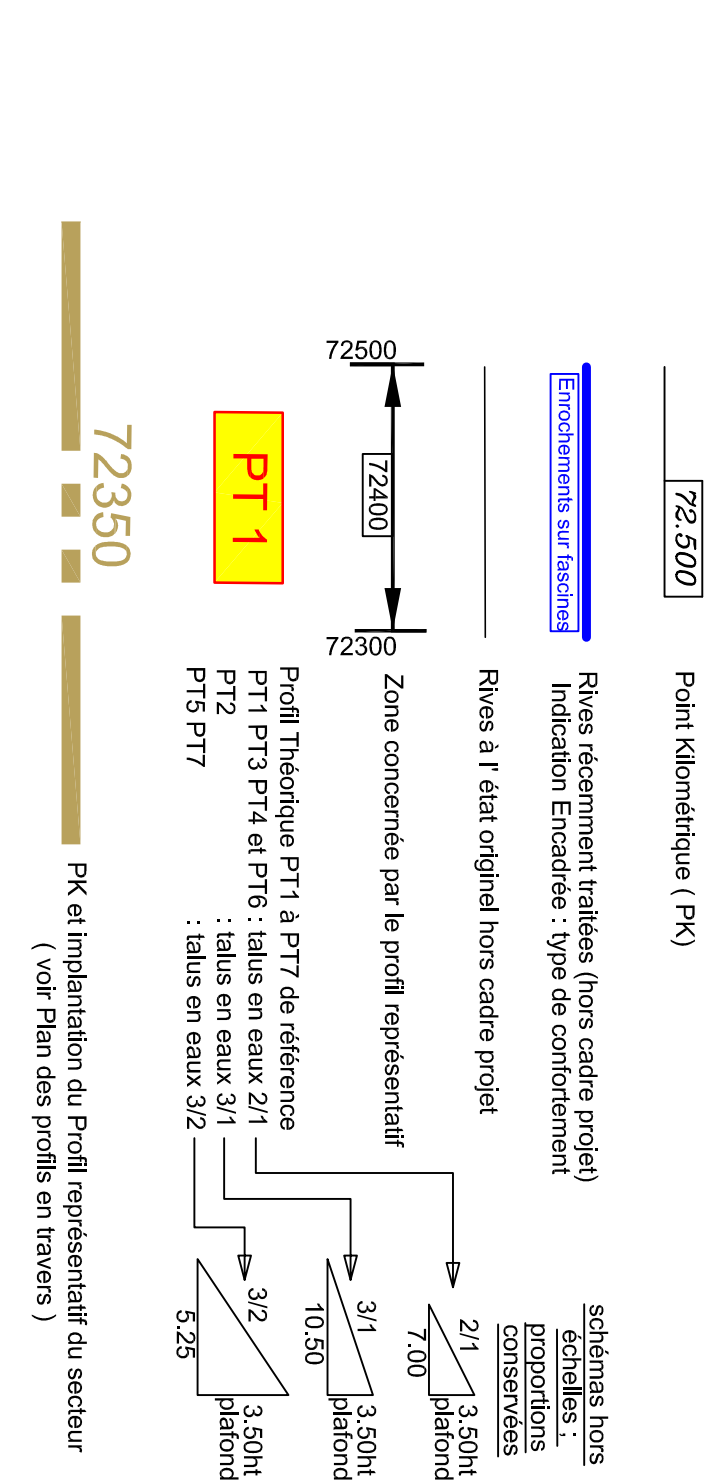 72.500
Point Kilométrique ( PK)
Enrochements sur fascines
Rives récemment traitées (hors cadre projet)
Indication Encadrée : type de confortement
Rives à l' état originel hors cadre projet
72500
72400
72300
Zone concernée par le profil représentatif
PT 1
Profil Théorique PT1 à PT7 de référence
PT1 PT3 PT4 et PT6 : talus en eaux 2/1
PT2 : talus en eaux 3/1
PT5 PT7 : talus en eaux 3/2
schémas hors
échelles ;
proportions
conservées
2/1
7.00
3.50ht
plafond
3/1
10.50
3.50ht
plafond
3/2
5.25
3.50ht
plafond
72350
PK et implantation du Profil représentatif du secteur
( voir Plan des profils en travers )